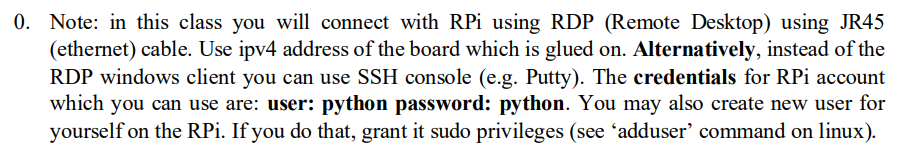 0. Note: in this class you will connect with RPi using RDP (Remote Desktop) using JR45
(ethernet) cable. Use ipv4 address of the board which is glued on. Alternatively, instead of the
RDP windows client you can use SSH console (e.g. Putty). The credentials for RPi account
which you can use are: user: python password: python. You may also create new user for
yourself on the RPi. If you do that, grant it sudo privileges (see ‘adduser’ command on linux).